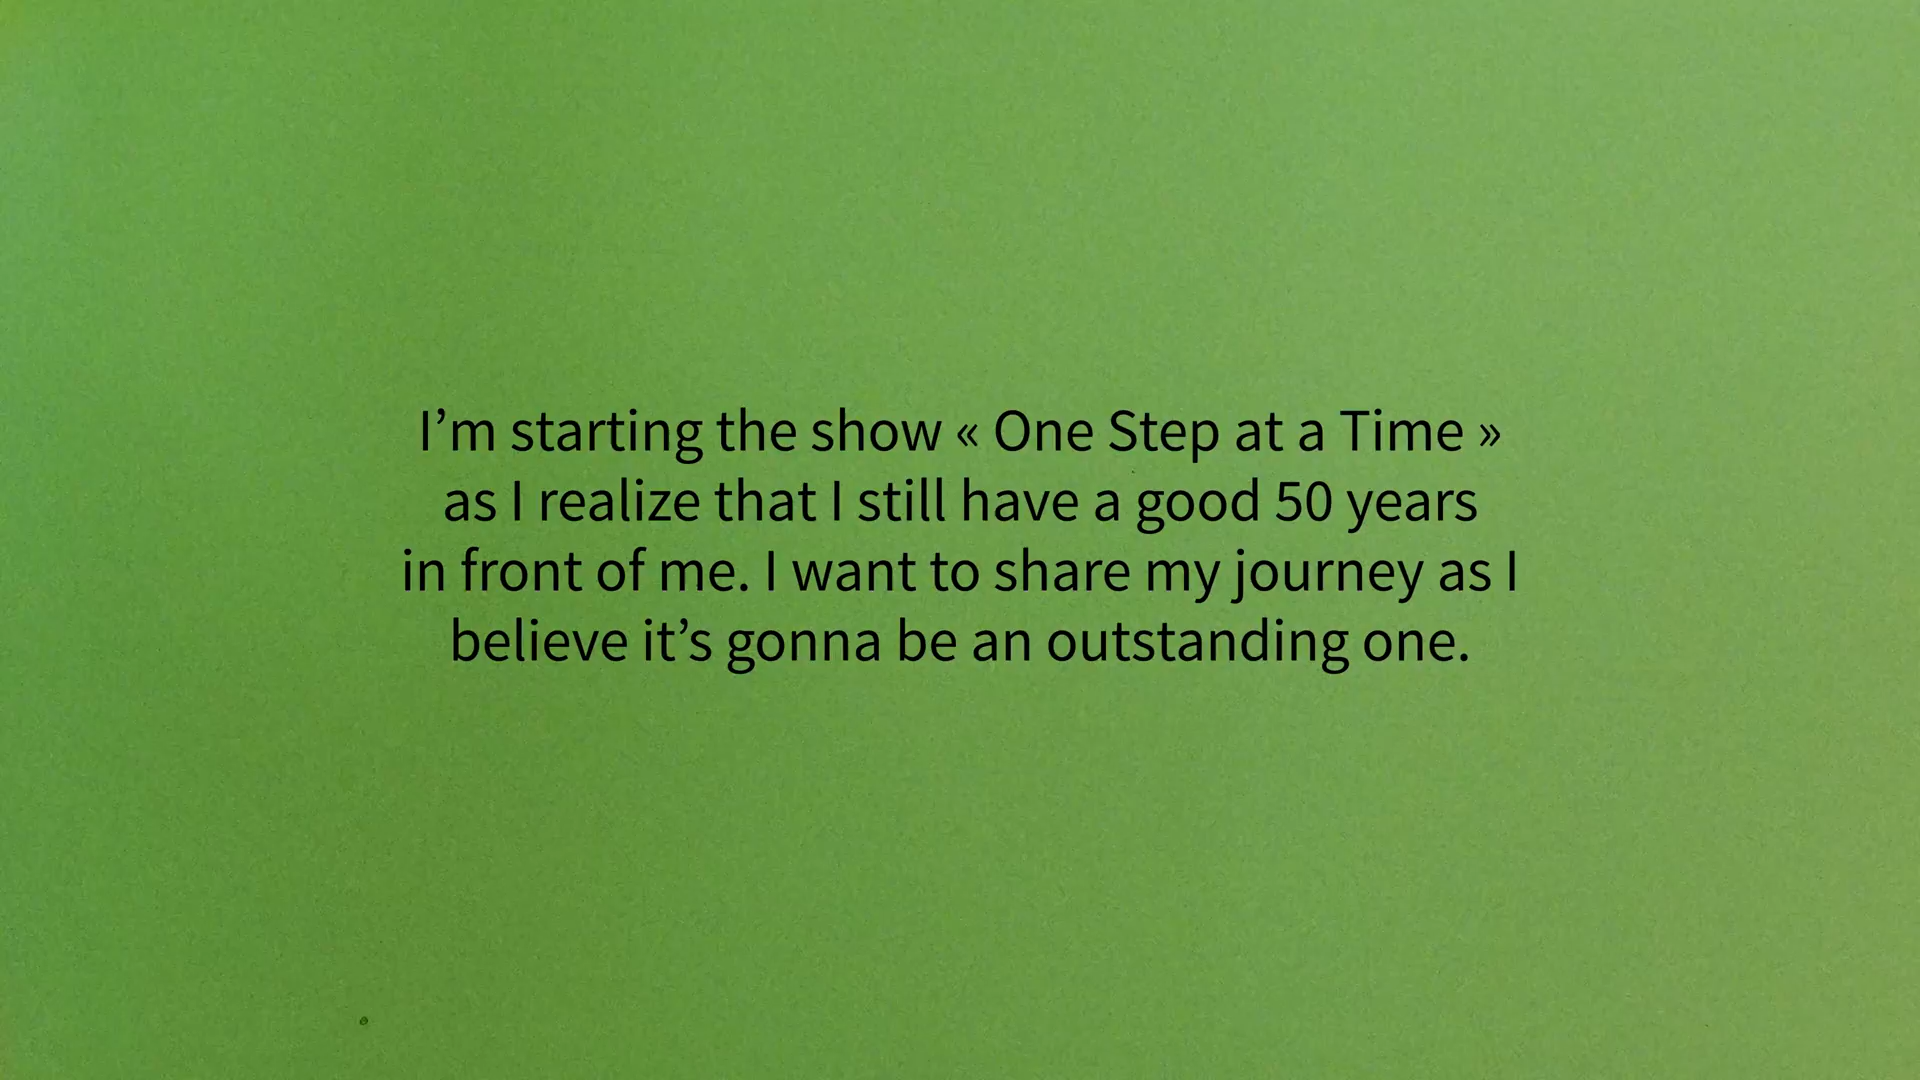 I’m starting the show « One Step at a Time »
as I realize that I still have a good 50 years
in front of me. I want to share my journey as I
believe it’s gonna be an outstanding one.